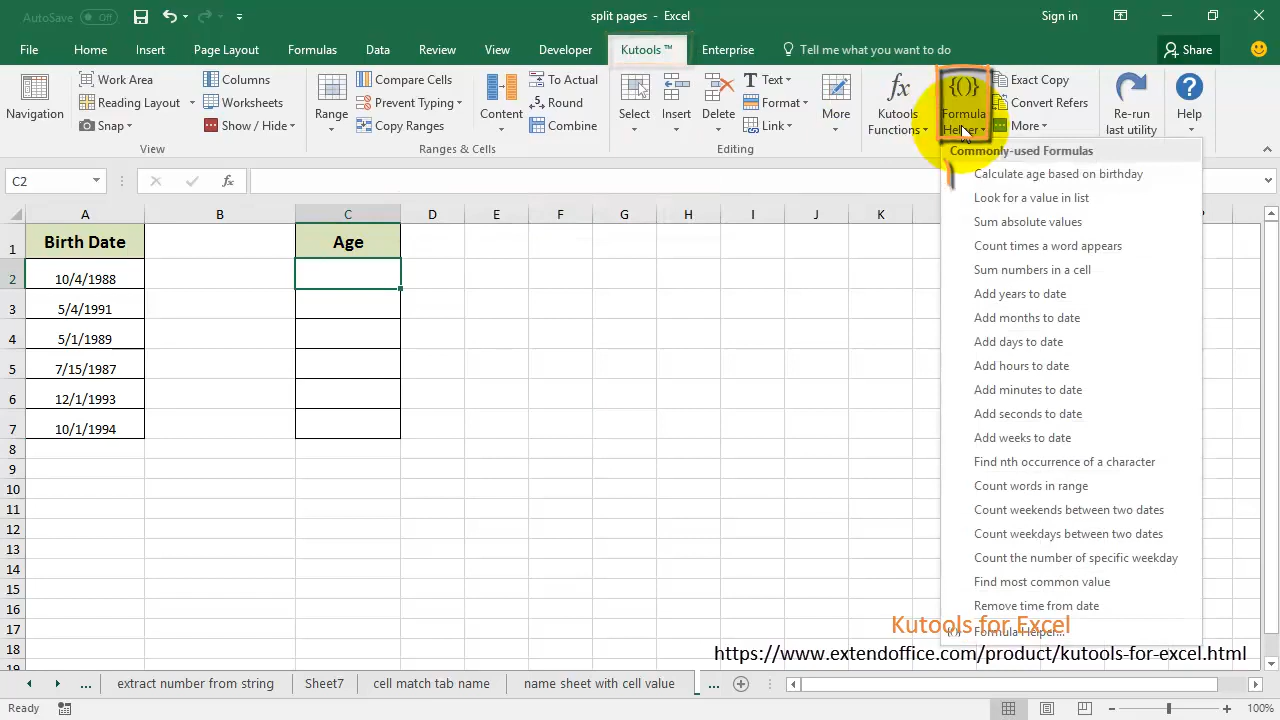 AutoSave Off
split pages - Excel
Sign in
File Home Insert Page Layout Formulas Data Review View Developer Kutools ™ Enterprise Tell me what you want to do Share
Navigation
Work Area
Reading Layout
Snap
Columns
Worksheets
Show / Hide
View
Range
Compare Cells
Prevent Typing
Copy Ranges
To Actual
Round
Combine
Ranges & Cells
Content
Select
Insert
Delete
Text
Format
Link
More
Editing
Kutools
Functions
Formula
Helper
Exact Copy
Convert Refers
More
Re-run
last utility
Help
C2
fx
A B C D E F G H I J K
1 Birth Date Age
2 10/4/1988
3 5/4/1991
4 5/1/1989
5 7/15/1987
6 12/1/1993
7 10/1/1994
8
9
10
11
12
13
14
15
16
17
18
19
Commonly-used Formulas
Calculate age based on birthday
Look for a value in list
Sum absolute values
Count times a word appears
Sum numbers in a cell
Add years to date
Add months to date
Add days to date
Add hours to date
Add minutes to date
Add seconds to date
Add weeks to date
Find nth occurrence of a character
Count words in range
Count weekends between two dates
Count weekdays between two dates
Count the number of specific weekday
Find most common value
Remove time from date
Formula Helper...
Kutools for Excel
https://www.extendoffice.com/product/kutools-for-excel.html
... extract number from string Sheet7 cell match tab name name sheet with cell value ...
Ready
100%